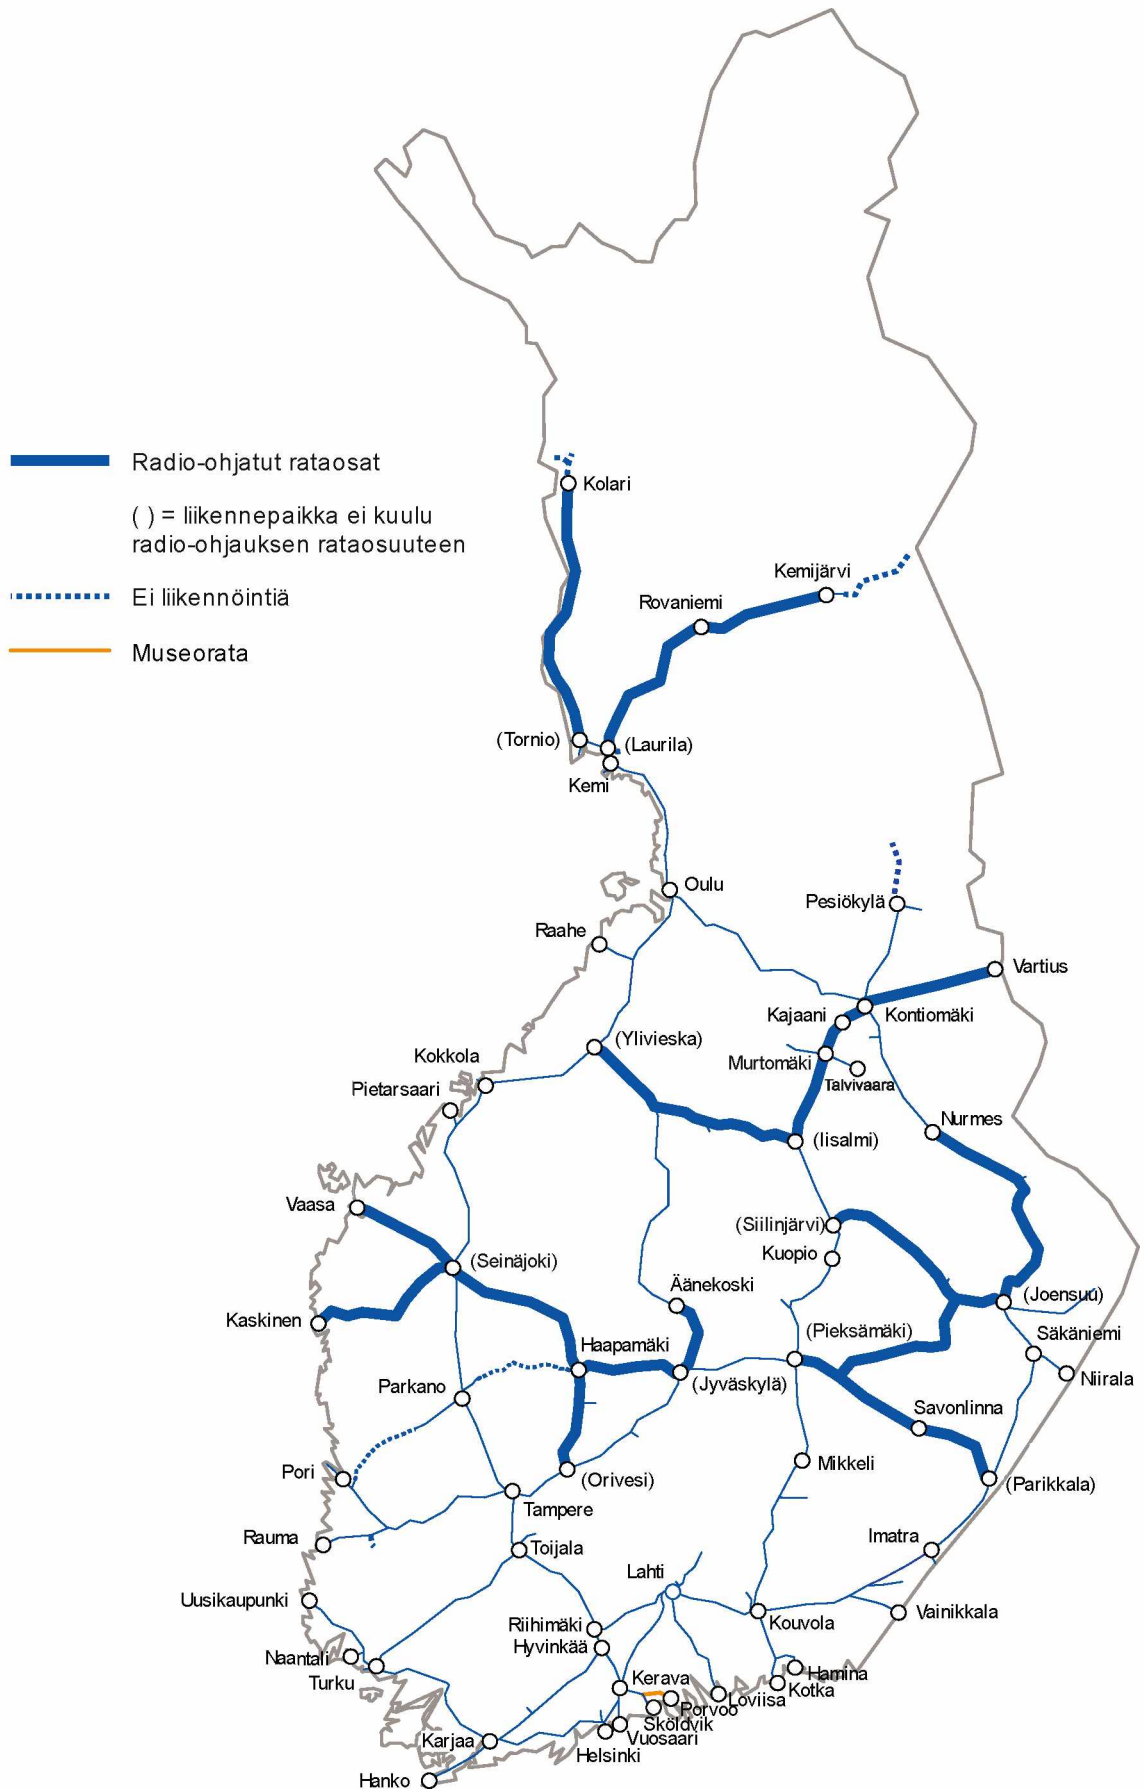 Radio-ohjatut rataosat
( ) = liikennepaikka ei kuulu
radio-ohjauksen rataosuuteen
Ei liikennöintiä
Museorata
Kolari
Kemijärvi
Rovaniemi
(Tornio)
(Laurila)
Kemi
Oulu
Pesiökylä
Raahe
Vartius
Kajaani
Kontiomäki
(Ylivieska)
Murtomäki
Kokkola
Talvivaara
Pietarsaari
Nurmes
(Iisalmi)
Vaasa
(Siilinjärvi)
Kuopio
(Seinäjoki)
Äänekoski
(Joensuu)
Kaskinen
(Pieksämäki)
Säkäniemi
Haapamäki
Niirala
(Jyväskylä)
Parkano
Savonlinna
Mikkeli
Pori
(Orivesi)
(Parikkala)
Tampere
Rauma
Imatra
Toijala
Lahti
Uusikaupunki
Vainikkala
Riihimäki
Kouvola
Hyvinkää
Naantali
Hamina
Turku
Kerava
Kotka
Loviisa
Porvoo
Sköldvik
Vuosaari
Karjaa
Helsinki
Hanko